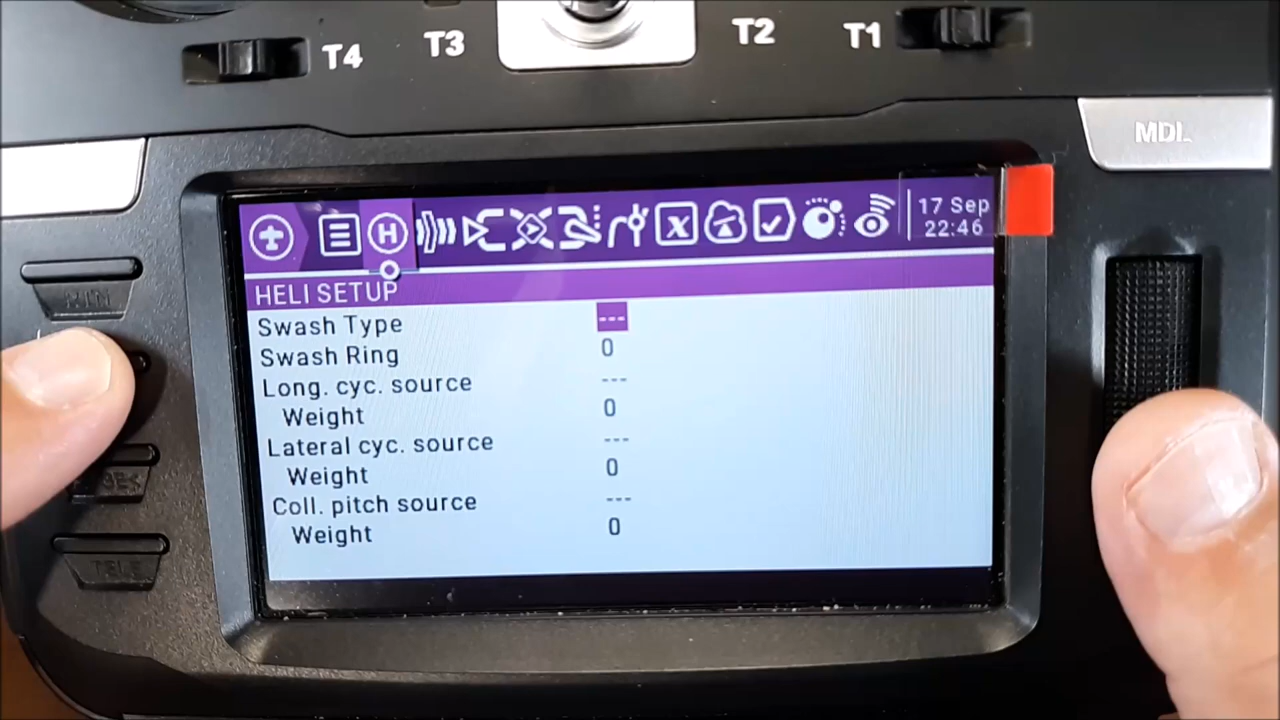 T4 T3 T2 T1
MDL
17 Sep
22:46
HELI SETUP
Swash Type ---
Swash Ring 0
Long. cyc. source ---
Weight 0
Lateral cyc. source ---
Weight 0
Coll. pitch source ---
Weight 0
TELE